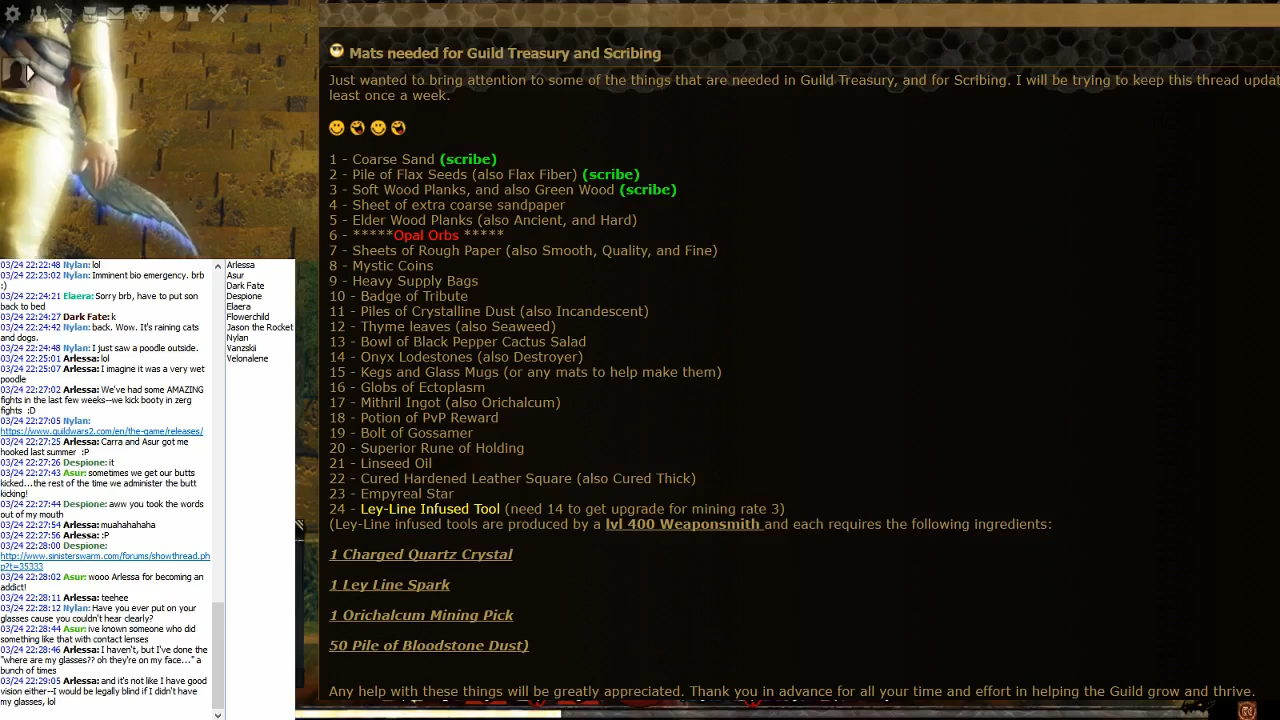 Mats needed for Guild Treasury and Scribing
Just wanted to bring attention to some of the things that are needed in Guild Treasury, and for Scribing. I will be trying to keep this thread updat
least once a week.
1 - Coarse Sand (scribe)
2 - Pile of Flax Seeds (also Flax Fiber) (scribe)
3 - Soft Wood Planks, and also Green Wood (scribe)
4 - Sheet of extra coarse sandpaper
5 - Elder Wood Planks (also Ancient, and Hard)
6 - *****Opal Orbs *****
7 - Sheets of Rough Paper (also Smooth, Quality, and Fine)
8 - Mystic Coins
9 - Heavy Supply Bags
10 - Badge of Tribute
11 - Piles of Crystalline Dust (also Incandescent)
12 - Thyme leaves (also Seaweed)
13 - Bowl of Black Pepper Cactus Salad
14 - Onyx Lodestones (also Destroyer)
15 - Kegs and Glass Mugs (or any mats to help make them)
16 - Globs of Ectoplasm
17 - Mithril Ingot (also Orichalcum)
18 - Potion of PvP Reward
19 - Bolt of Gossamer
20 - Superior Rune of Holding
21 - Linseed Oil
22 - Cured Hardened Leather Square (also Cured Thick)
23 - Empyreal Star
24 - Ley-Line Infused Tool (need 14 to get upgrade for mining rate 3)
(Ley-Line infused tools are produced by a lvl 400 Weaponsmith and each requires the following ingredients:
1 Charged Quartz Crystal
1 Ley Line Spark
1 Orichalcum Mining Pick
50 Pile of Bloodstone Dust)
Any help with these things will be greatly appreciated. Thank you in advance for all your time and effort in helping the Guild grow and thrive.
03/24 22:22:48 Nylan: lol
03/24 22:23:02 Nylan: Imminent bio emergency. brb
:)
03/24 22:24:21 Elaera: Sorry brb, have to put son
back to bed
03/24 22:24:27 Dark Fate: k
03/24 22:24:42 Nylan: back. Wow. It's raining cats
and dogs.
03/24 22:24:48 Nylan: I just saw a poodle outside.
03/24 22:25:01 Arlessa: lol
03/24 22:25:07 Arlessa: I imagine it was a very wet
poodle
03/24 22:27:02 Arlessa: We've had some AMAZING
fights in the last few weeks--we kick booty in zerg
fights :D
03/24 22:27:05 Nylan:
https://www.guildwars2.com/en/the-game/releases/
03/24 22:27:25 Arlessa: Carra and Asur got me
hooked last summer :P
03/24 22:27:26 Despione: it
03/24 22:27:43 Asur: sometimes we get our butts
kicked...the rest of the time we administer the butt
kicking!
03/24 22:27:44 Despione: aww you took the words
out of my mouth
03/24 22:27:54 Arlessa: muahahahaha
03/24 22:27:56 Arlessa: :P
03/24 22:28:00 Despione:
http://www.sinisterswarm.com/forums/showthread.ph
p?t=35333
03/24 22:28:02 Asur: wooo Arlessa for becoming an
addict!
03/24 22:28:11 Arlessa: teehee
03/24 22:28:12 Nylan: Have you ever put on your
glasses cause you couldn't hear clearly?
03/24 22:28:44 Asur: ive known someone who did
something like that with contact lenses
03/24 22:28:46 Arlessa: I haven't, but I've done the
"where are my glasses?? oh they're on my face..." a
bunch of times
03/24 22:29:05 Arlessa: and it's not like I have good
vision either--I would be legally blind if I didn't have
my glasses, lol
Arlessa
Asur
Dark Fate
Despione
Elaera
Flowerchild
Jason the Rocket
Nylan
Vanzskii
Velonalene